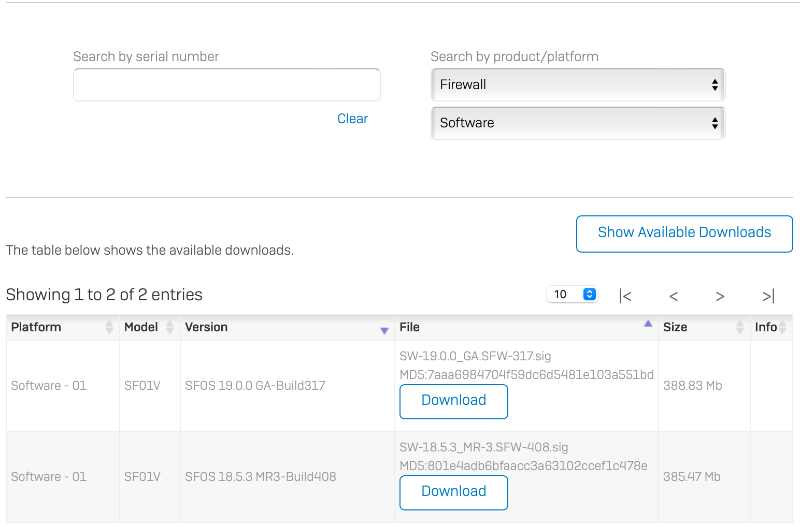 Search by serial number
Search by product/platform
Firewall
Clear
Software
Show Available Downloads
The table below shows the available downloads.
Showing 1 to 2 of 2 entries
10
|< < > >|
Platform Model Version File Size Info
SW-19.0.0_GA.SFW-317.sig
MD5:7aaa6984704f59dc6d5481e103a551bd
Software - 01 SF01V SFOS 19.0.0 GA-Build317 388.83 Mb
Download
SW-18.5.3_MR-3.SFW-408.sig
MD5:801e4adb6bfaacc3a63102ccef1c478e
Software - 01 SF01V SFOS 18.5.3 MR3-Build408 385.47 Mb
Download